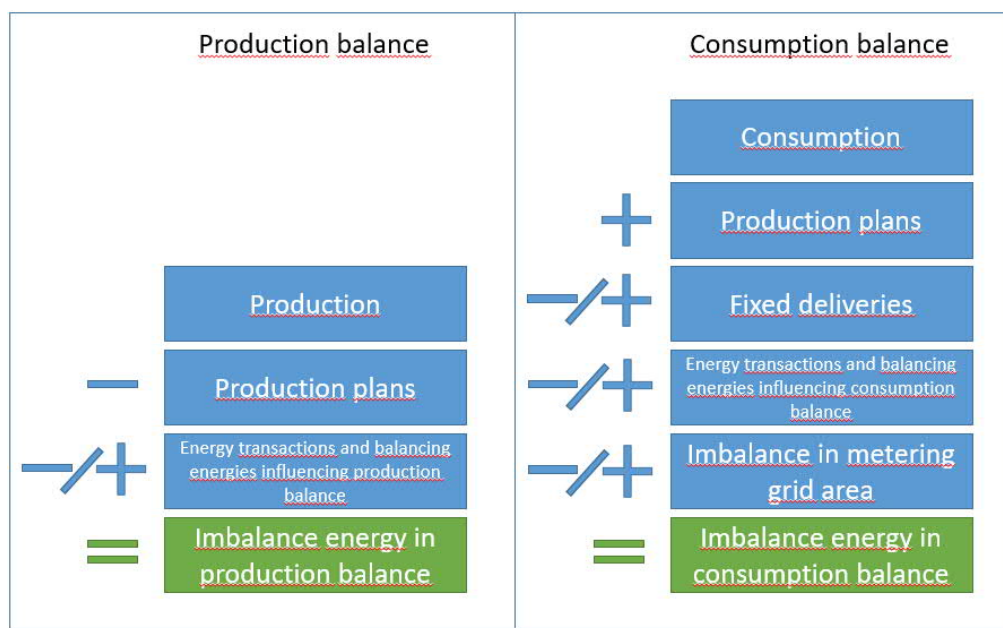 Production balance
Production
— Production plans
—/+ Energy transactions and balancing
energies influencing production
balance
= Imbalance energy in
production balance
Consumption balance
Consumption
+ Production plans
—/+ Fixed deliveries
—/+ Energy transactions and balancing
energies influencing consumption
balance
—/+ Imbalance in metering
grid area
= Imbalance energy in
consumption balance